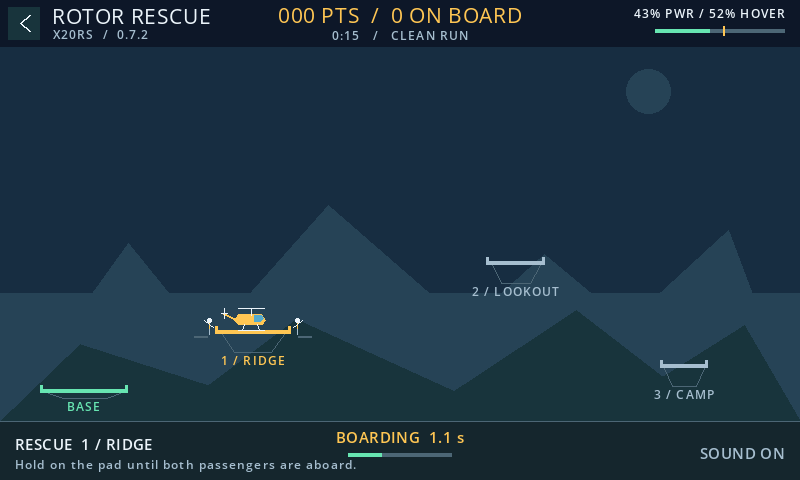 ROTOR RESCUE
X20RS / 0.7.2
000 PTS / 0 ON BOARD
0:15 / CLEAN RUN
43% PWR / 52% HOVER
2 / LOOKOUT
1 / RIDGE
3 / CAMP
BASE
RESCUE 1 / RIDGE
Hold on the pad until both passengers are aboard.
BOARDING 1.1 s
SOUND ON